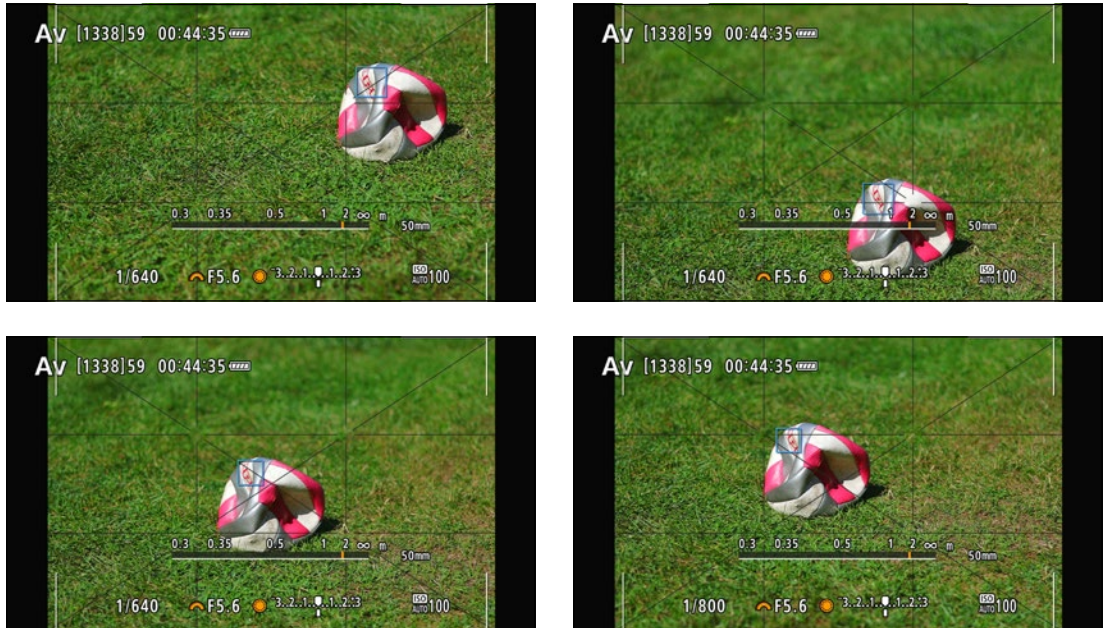 Av [1338]59 00:44:35
0.3 0.35 0.5 1 2 ∞ m
50mm
1/640 F5.6 3..2..1..1..2..3 ISO AUTO 100
Av [1338]59 00:44:35
0.3 0.35 0.5 1 2 ∞ m
50mm
1/640 F5.6 3..2..1..1..2..3 ISO AUTO 100
Av [1338]59 00:44:35
0.3 0.35 0.5 1 2 ∞ m
50mm
1/640 F5.6 3..2..1..1..2..3 ISO AUTO 100
Av [1338]59 00:44:35
0.3 0.35 0.5 1 2 ∞ m
50mm
1/800 F5.6 3..2..1..1..2..3 ISO AUTO 100